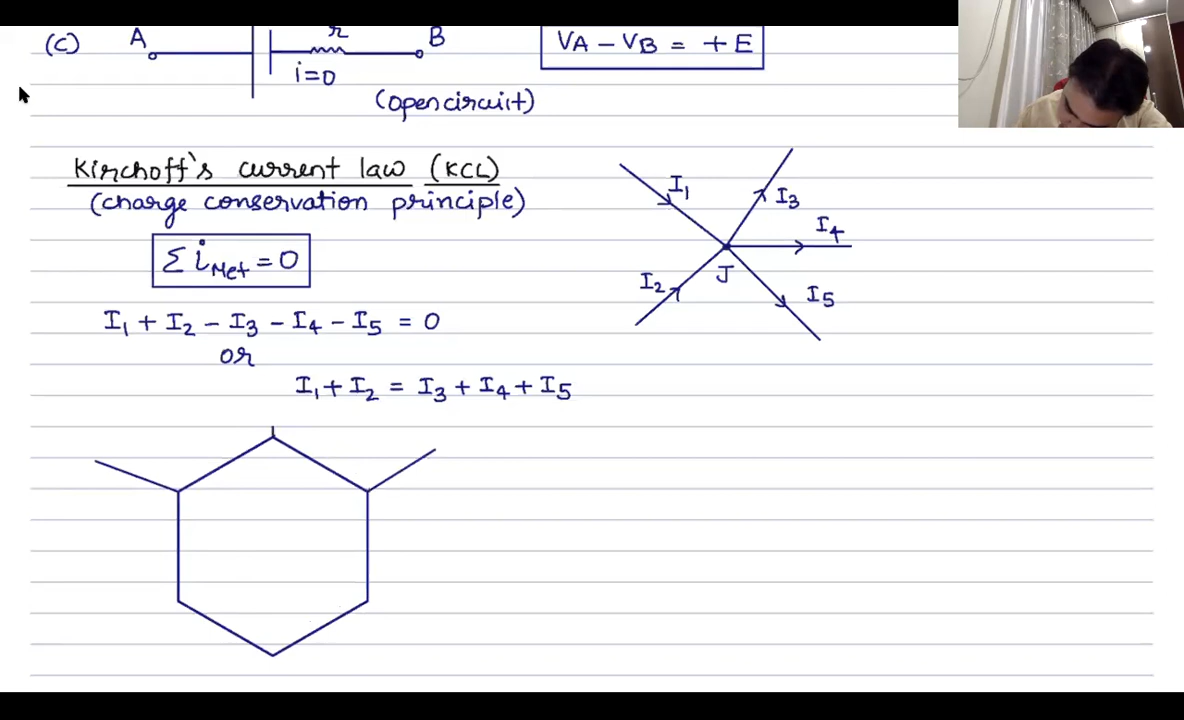 (c) A r B VA - VB = + E
i=0
(open circuit)
Kirchoff's current law (KCL)
(charge conservation principle)
Σ iNet = 0
I1 + I2 - I3 - I4 - I5 = 0
or
I1 + I2 = I3 + I4 + I5
I1
I3
I4
J
I2
I5